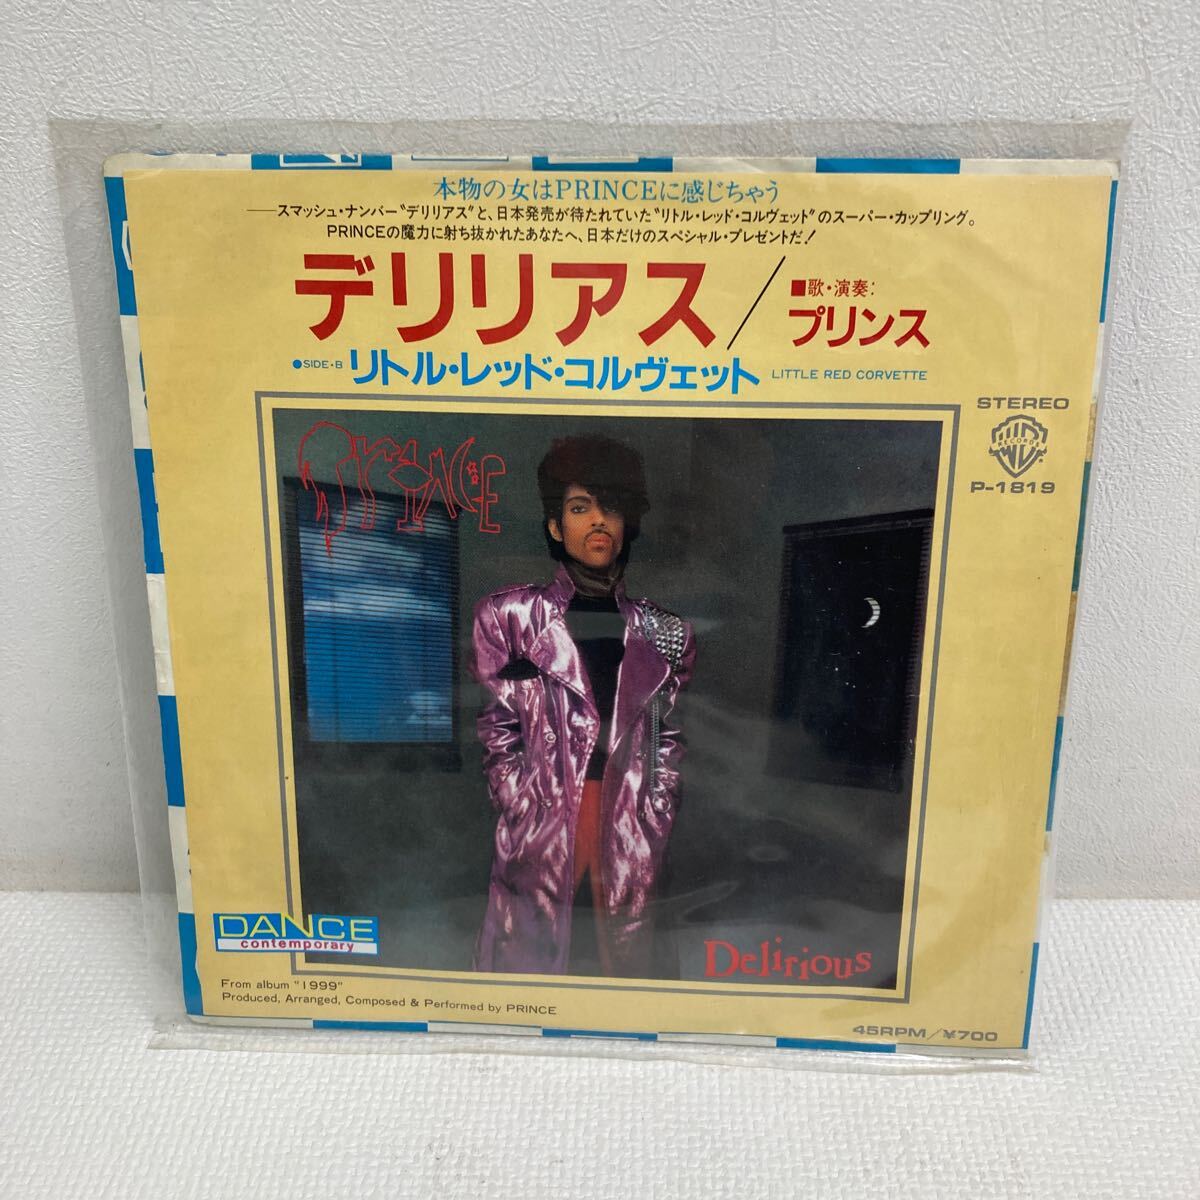 本物の女はPRINCEに感じちゃう
――スマッシュ・ナンバー“デリリアス”と、日本発売が待たれていた“リトル・レッド・コルヴェット”のスーパー・カップリング。
PRINCEの魔力に射ち抜かれたあなたへ、日本だけのスペシャル・プレゼントだ！
デリリアス／
■歌・演奏：
プリンス
●SIDE・B リトル・レッド・コルヴェット LITTLE RED CORVETTE
STEREO
RECORDS
P-1819
PRINCE
Delirious
DANCE
contemporary
From album "1999"
Produced, Arranged, Composed & Performed by PRINCE
45RPM/¥700